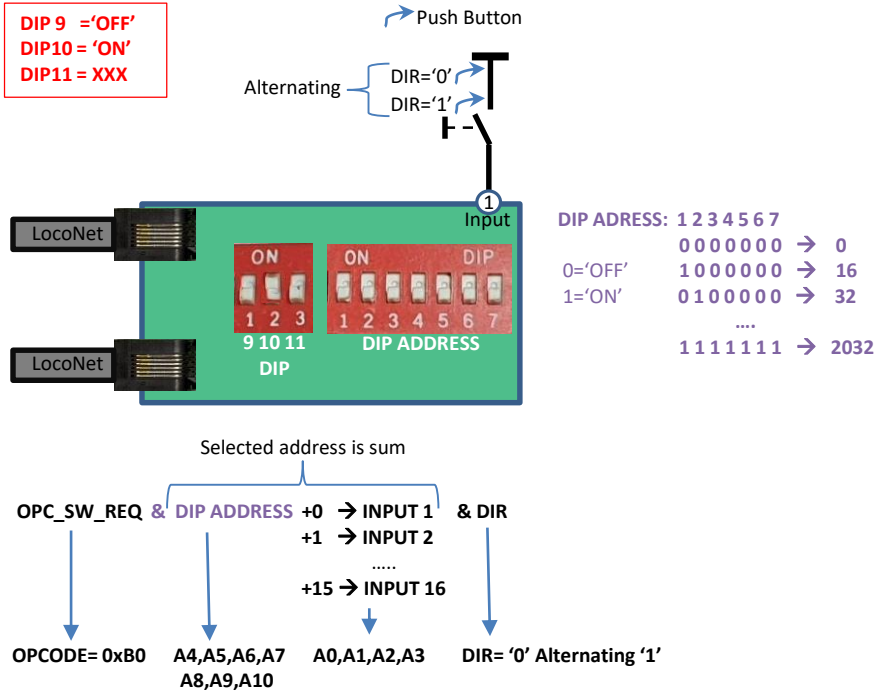 DIP 9 ='OFF'
DIP10 = 'ON'
DIP11 = XXX
Push Button
Alternating
DIR='0'
DIR='1'
1
Input
LocoNet
LocoNet
ON
1 2 3
9 10 11
DIP
ON DIP
1 2 3 4 5 6 7
DIP ADDRESS
DIP ADRESS: 1 2 3 4 5 6 7
0 0 0 0 0 0 0 → 0
0='OFF' 1 0 0 0 0 0 0 → 16
1='ON' 0 1 0 0 0 0 0 → 32
....
1 1 1 1 1 1 1 → 2032
Selected address is sum
OPC_SW_REQ & DIP ADDRESS +0 → INPUT 1 & DIR
+1 → INPUT 2
.....
+15 → INPUT 16
OPCODE= 0xB0 A4,A5,A6,A7 A0,A1,A2,A3 DIR= '0' Alternating '1'
A8,A9,A10